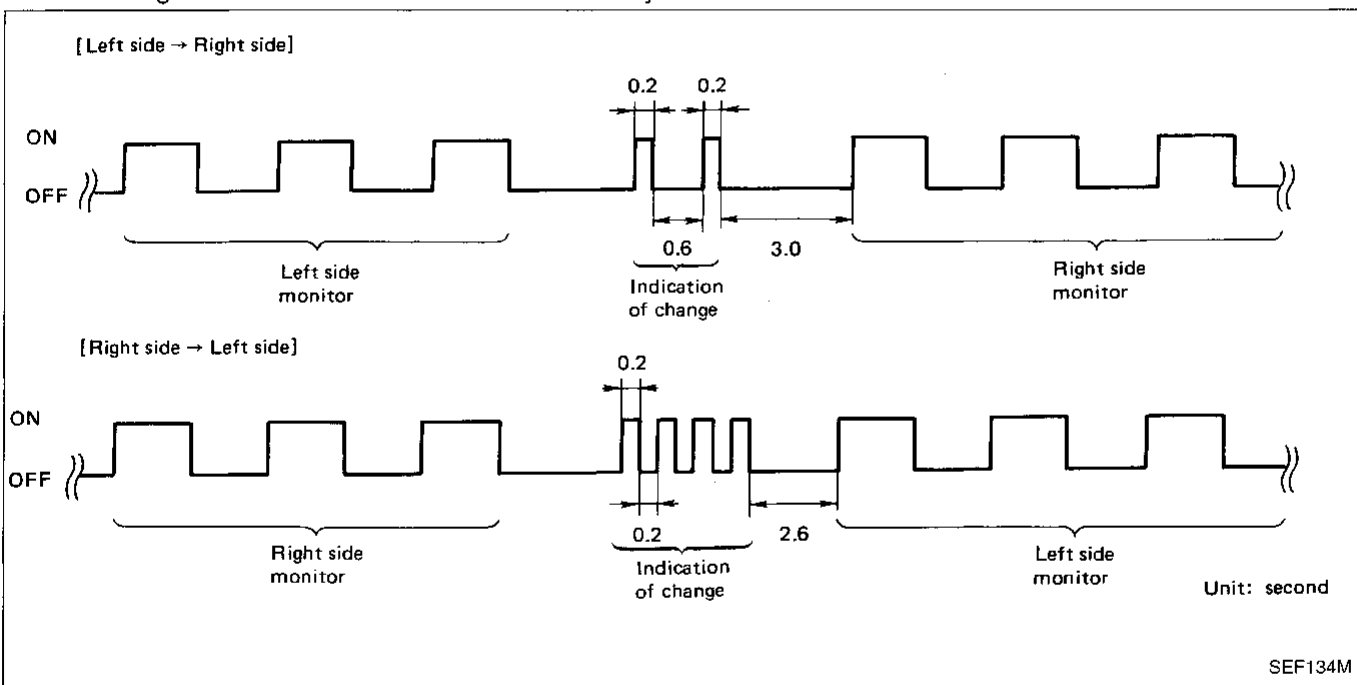 [Left side → Right side]
0.2 0.2
ON
OFF
0.6 3.0
Left side
monitor
Indication
of change
Right side
monitor
[Right side → Left side]
0.2
ON
OFF
0.2 2.6
Right side
monitor
Indication
of change
Left side
monitor
Unit: second
SEF134M